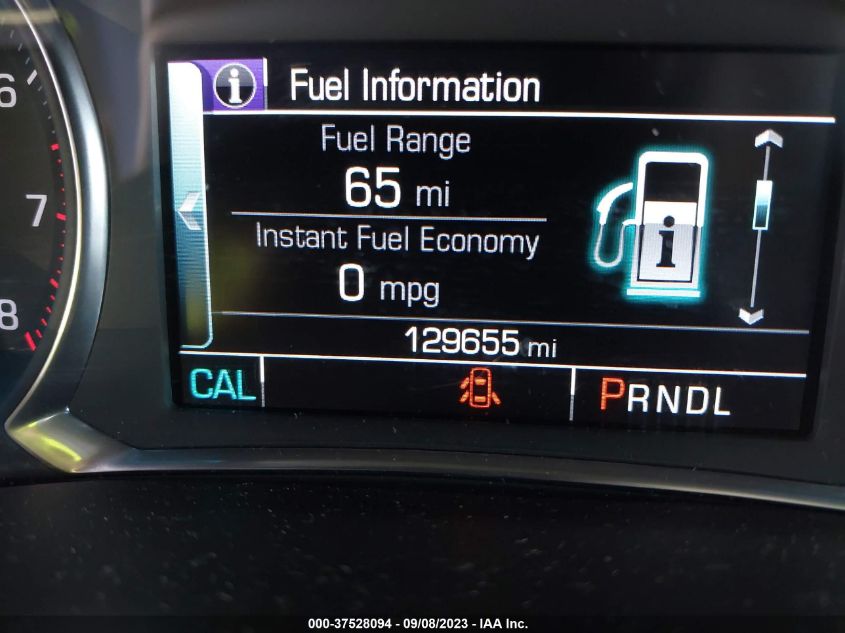 6
7
8
i Fuel Information
Fuel Range
65 mi
Instant Fuel Economy
0 mpg
i
129655 mi
CAL
PRNDL
000-37528094 - 09/08/2023 - IAA Inc.